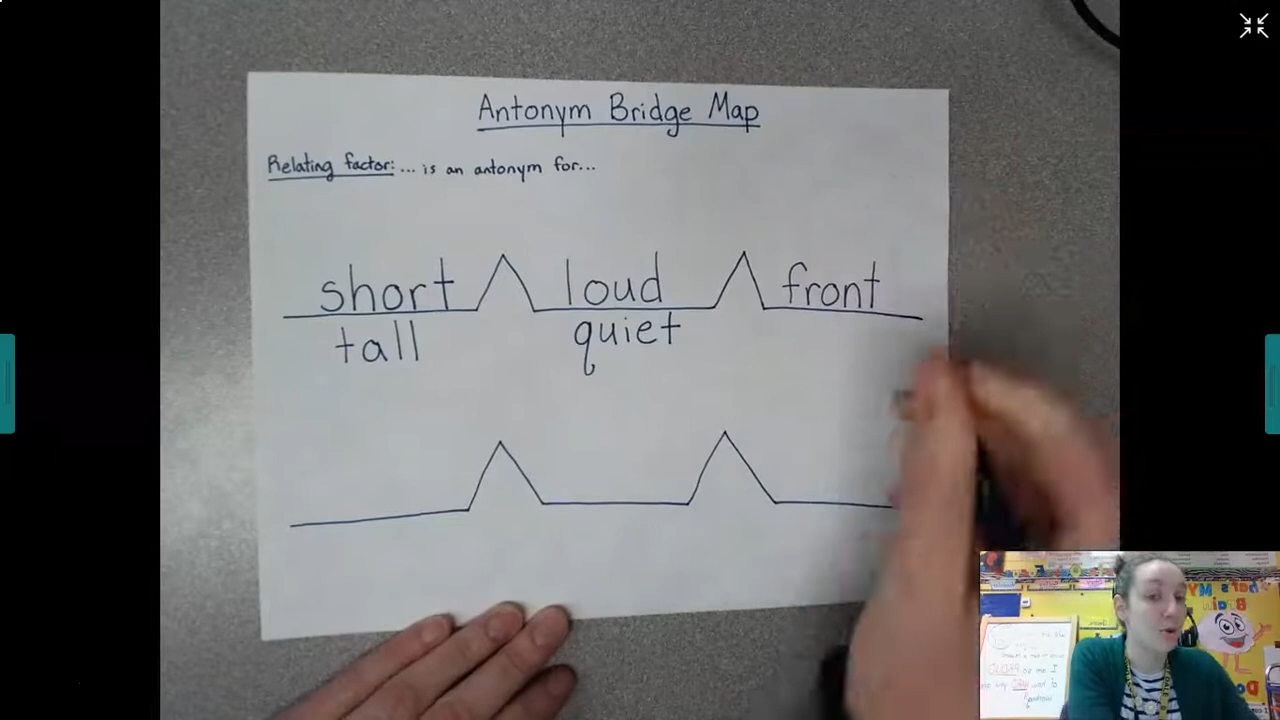 Antonym Bridge Map
Relating factor: ... is an antonym for...
short loud front
tall quiet